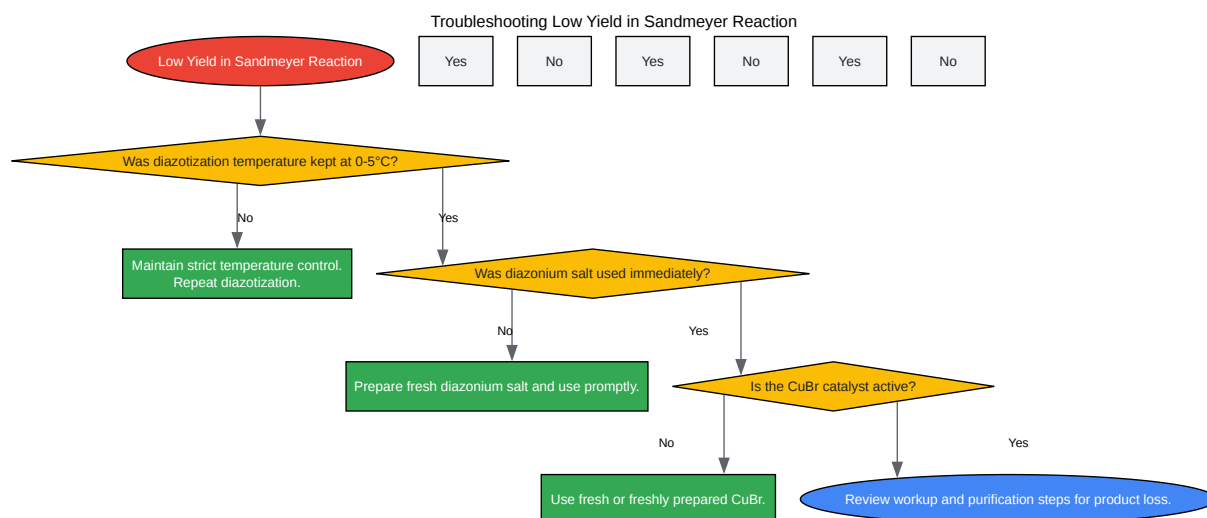 Troubleshooting Low Yield in Sandmeyer Reaction
Low Yield in Sandmeyer Reaction
Yes
No
Yes
No
Yes
No
Was diazotization temperature kept at 0-5°C?
No
Yes
Maintain strict temperature control.
Repeat diazotization.
Was diazonium salt used immediately?
No
Yes
Prepare fresh diazonium salt and use promptly.
Is the CuBr catalyst active?
No
Yes
Use fresh or freshly prepared CuBr.
Review workup and purification steps for product loss.